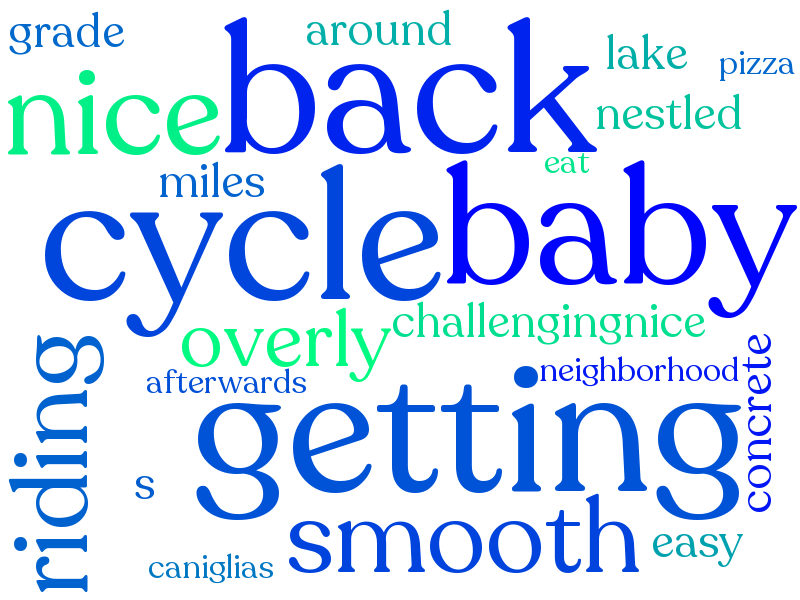 grade
around
lake
pizza
nice
back
nestled
eat
miles
cycle
baby
overly
challengingnice
riding
afterwards
neighborhood
concrete
getting
s
smooth
easy
caniglias